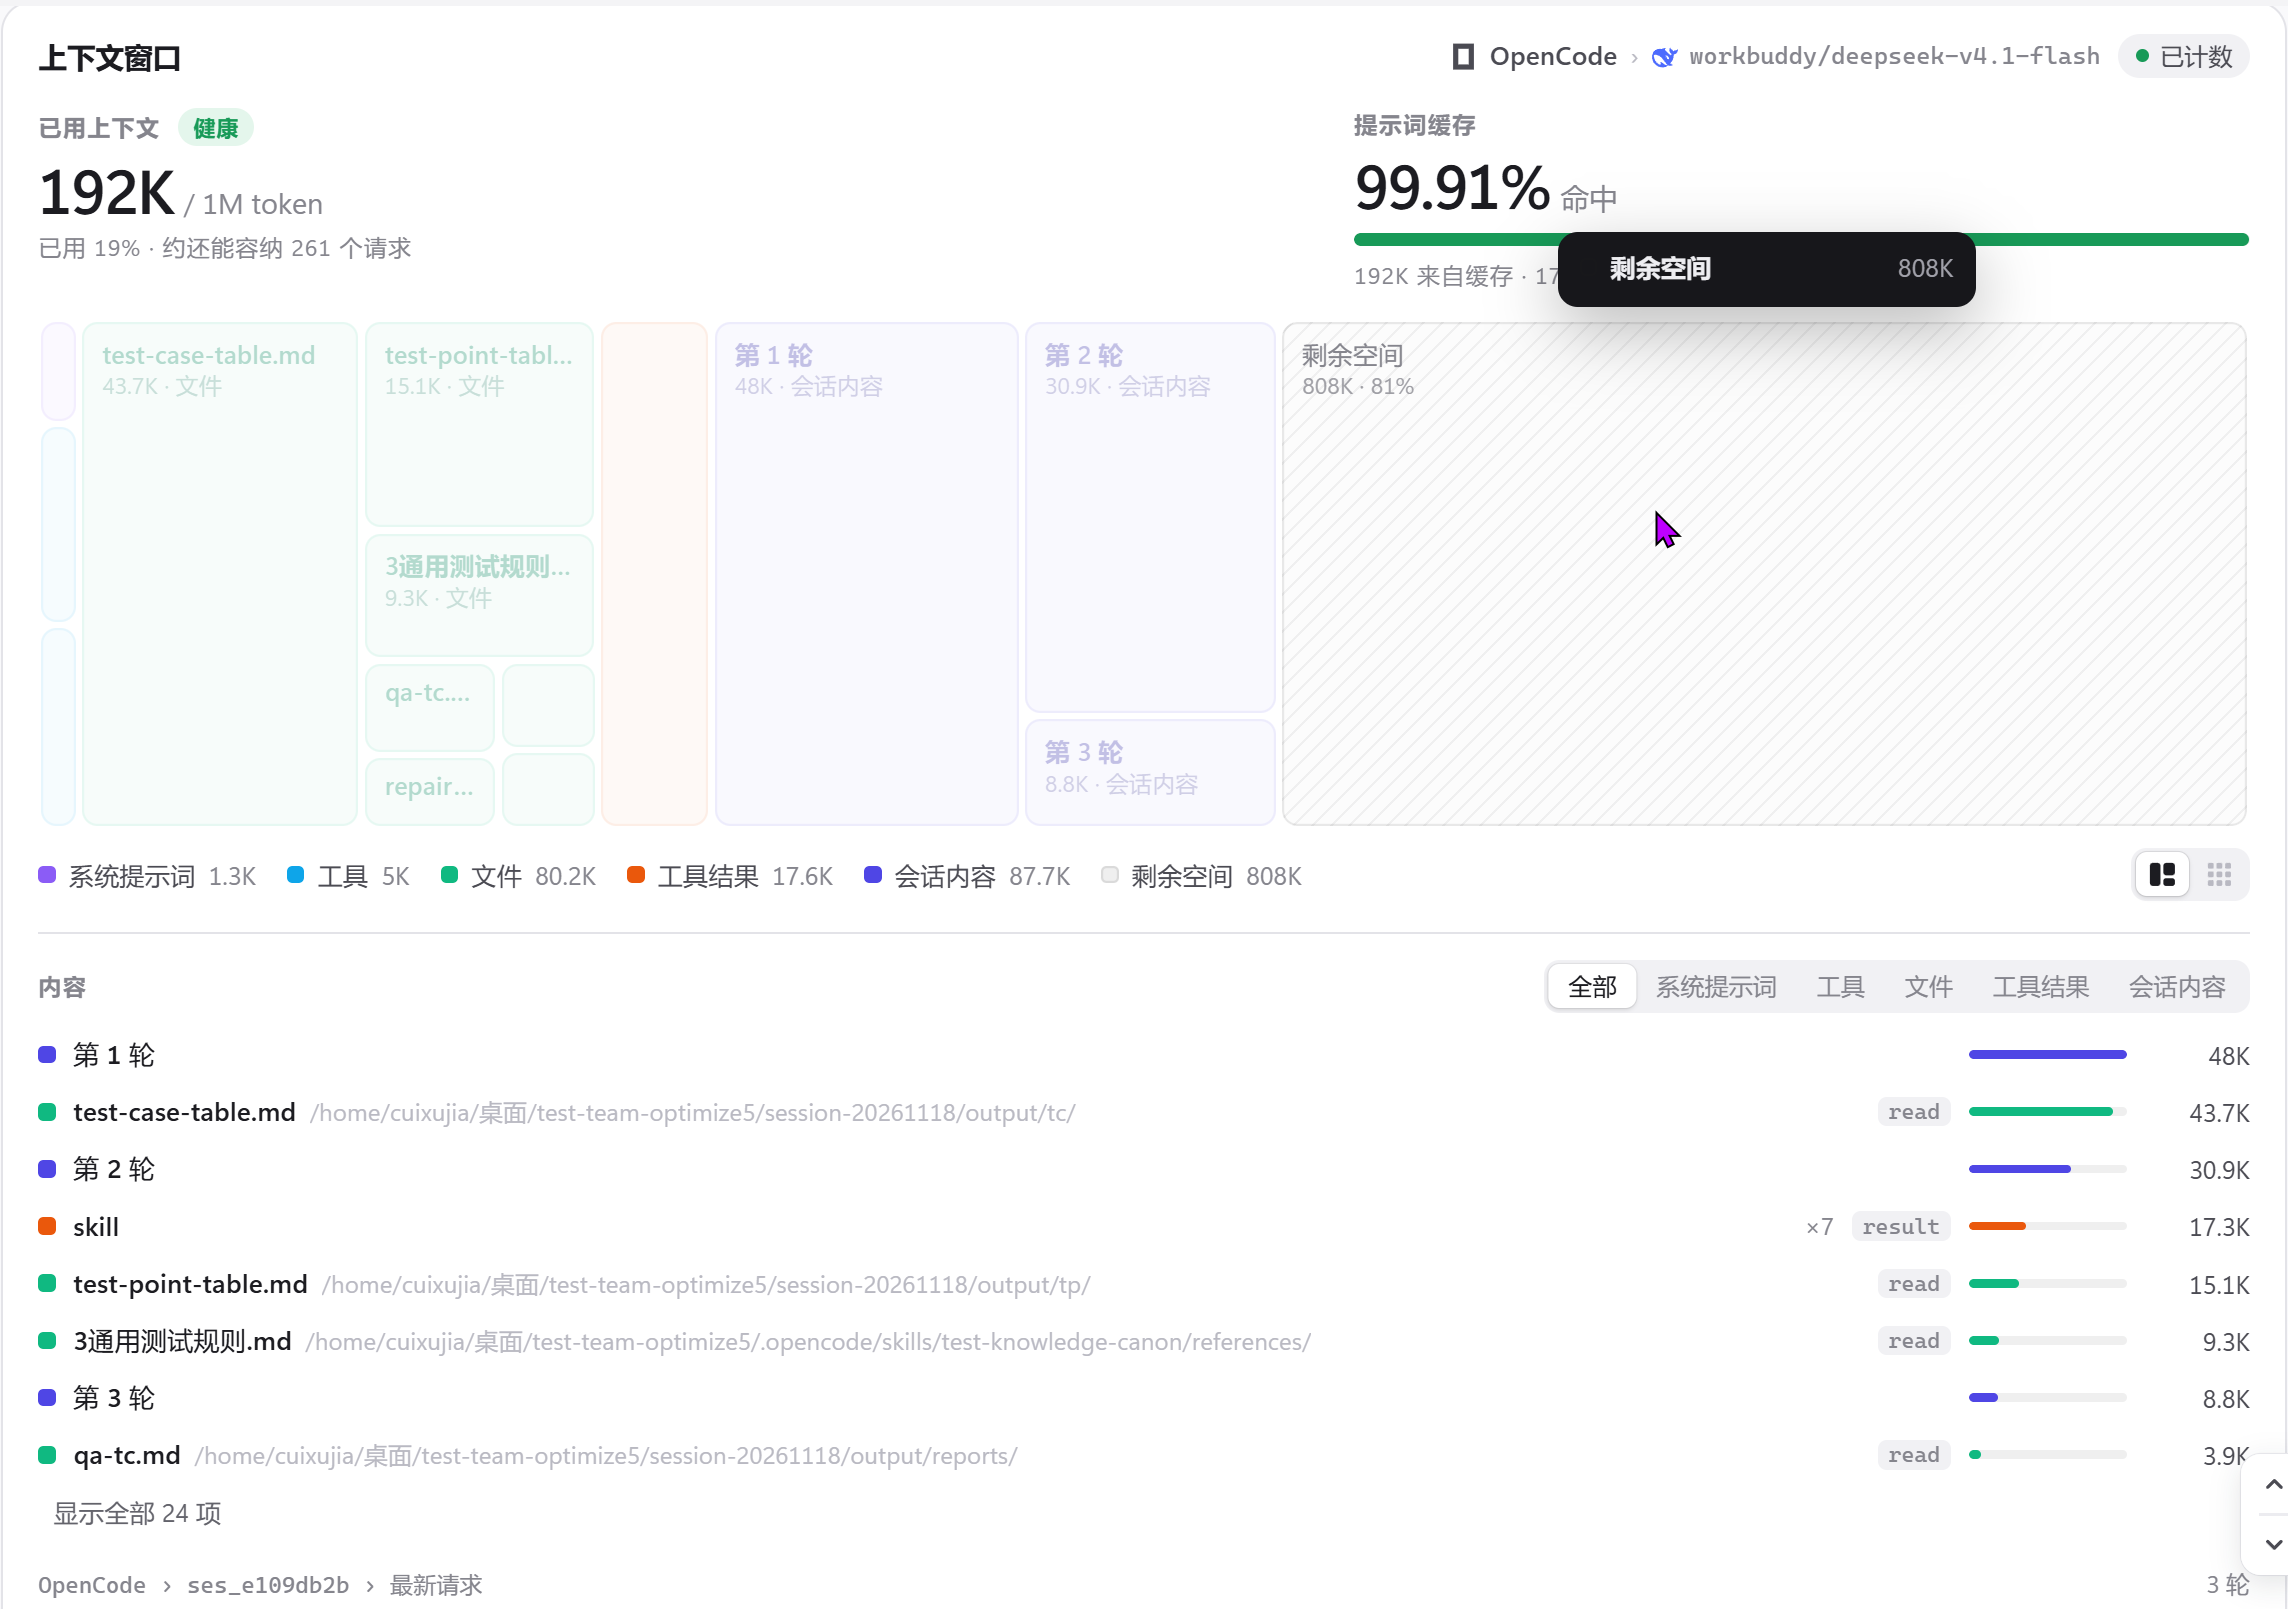 上下文窗口
OpenCode › workbuddy/deepseek-v4.1-flash 已计数
已用上下文 健康
192K / 1M token
已用 19% · 约还能容纳 261 个请求
提示词缓存
99.91% 命中
192K 来自缓存 · 17
剩余空间 808K
test-case-table.md
43.7K · 文件
test-point-tabl...
15.1K · 文件
3通用测试规则...
9.3K · 文件
qa-tc....
repair...
第 1 轮
48K · 会话内容
第 2 轮
30.9K · 会话内容
第 3 轮
8.8K · 会话内容
剩余空间
808K · 81%
系统提示词 1.3K 工具 5K 文件 80.2K 工具结果 17.6K 会话内容 87.7K 剩余空间 808K
内容
全部 系统提示词 工具 文件 工具结果 会话内容
第 1 轮 48K
test-case-table.md /home/cuixujia/桌面/test-team-optimize5/session-20261118/output/tc/ read 43.7K
第 2 轮 30.9K
skill ×7 result 17.3K
test-point-table.md /home/cuixujia/桌面/test-team-optimize5/session-20261118/output/tp/ read 15.1K
3通用测试规则.md /home/cuixujia/桌面/test-team-optimize5/.opencode/skills/test-knowledge-canon/references/ read 9.3K
第 3 轮 8.8K
qa-tc.md /home/cuixujia/桌面/test-team-optimize5/session-20261118/output/reports/ read 3.9K
显示全部 24 项
OpenCode › ses_e109db2b › 最新请求 3 轮